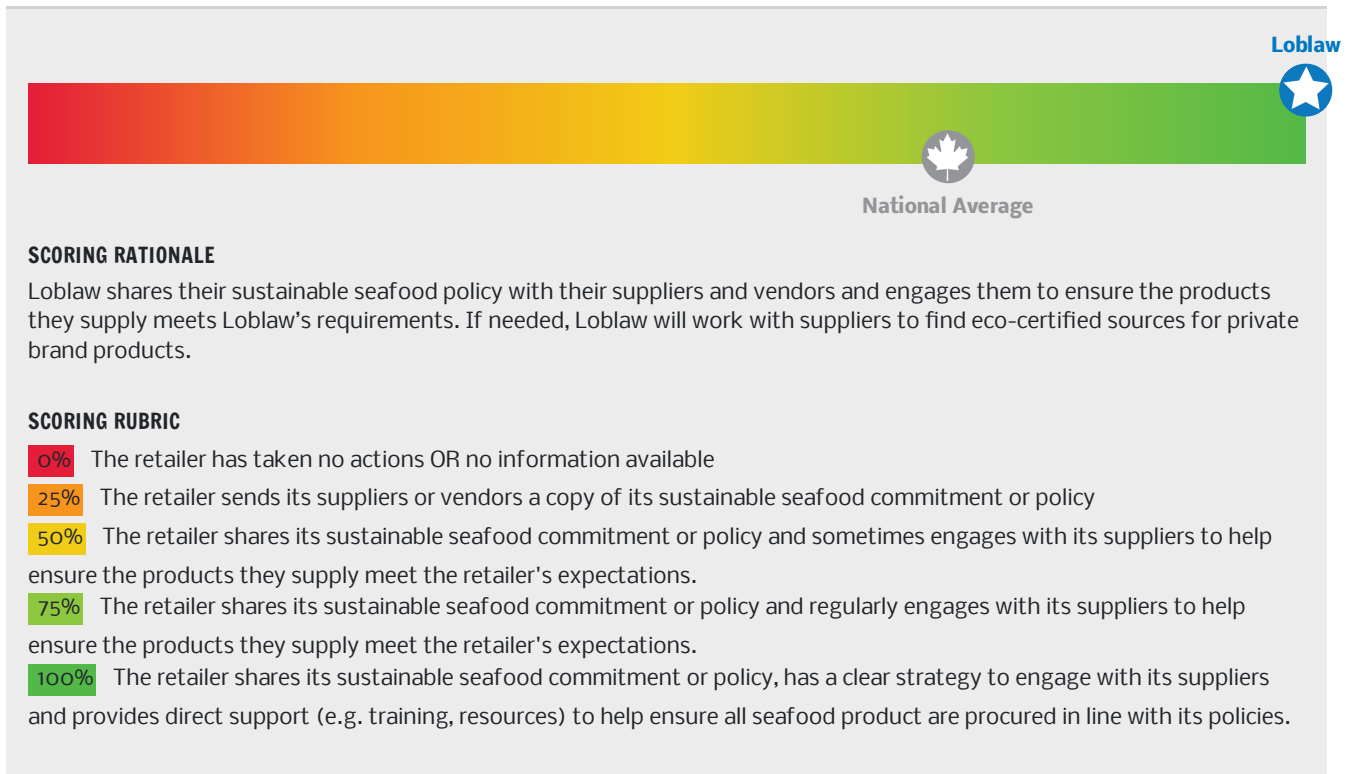 Loblaw
National Average
SCORING RATIONALE
Loblaw shares their sustainable seafood policy with their suppliers and vendors and engages them to ensure the products
they supply meets Loblaw's requirements. If needed, Loblaw will work with suppliers to find eco-certified sources for private
brand products.
SCORING RUBRIC
0% The retailer has taken no actions OR no information available
25% The retailer sends its suppliers or vendors a copy of its sustainable seafood commitment or policy
50% The retailer shares its sustainable seafood commitment or policy and sometimes engages with its suppliers to help
ensure the products they supply meet the retailer's expectations.
75% The retailer shares its sustainable seafood commitment or policy and regularly engages with its suppliers to help
ensure the products they supply meet the retailer's expectations.
100% The retailer shares its sustainable seafood commitment or policy, has a clear strategy to engage with its suppliers
and provides direct support (e.g. training, resources) to help ensure all seafood product are procured in line with its policies.